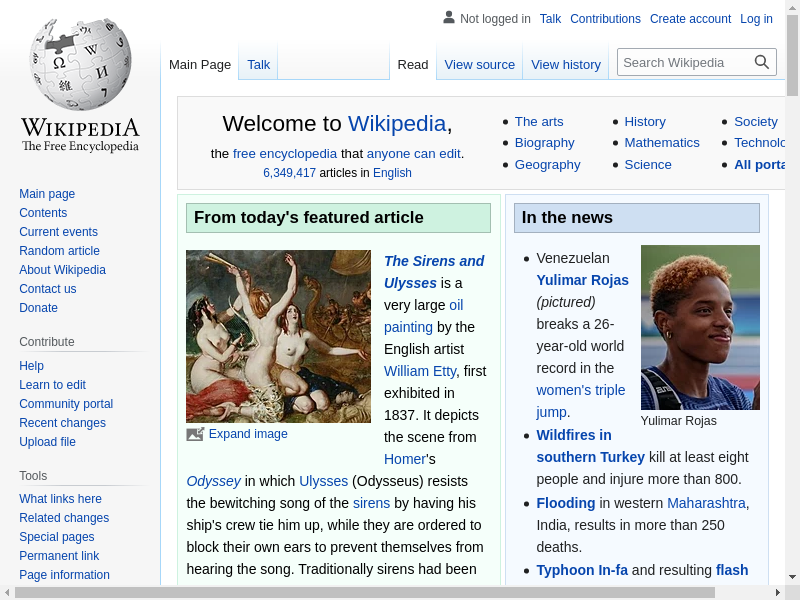 Not logged in Talk Contributions Create account Log in
Main Page Talk Read View source View history Search Wikipedia
Ω W И 維
WIKIPEDIA
The Free Encyclopedia
Main page
Contents
Current events
Random article
About Wikipedia
Contact us
Donate
Contribute
Help
Learn to edit
Community portal
Recent changes
Upload file
Tools
What links here
Related changes
Special pages
Permanent link
Page information
Welcome to Wikipedia,
the free encyclopedia that anyone can edit.
6,349,417 articles in English
The arts
Biography
Geography
History
Mathematics
Science
Society
Technolo
All porta
From today's featured article
The Sirens and
Ulysses is a
very large oil
painting by the
English artist
William Etty, first
exhibited in
1837. It depicts
the scene from
Homer's
Expand image
Odyssey in which Ulysses (Odysseus) resists
the bewitching song of the sirens by having his
ship's crew tie him up, while they are ordered to
block their own ears to prevent themselves from
hearing the song. Traditionally sirens had been
In the news
Venezuelan
Yulimar Rojas
(pictured)
breaks a 26-
year-old world
record in the
women's triple
jump.
Yulimar Rojas
Wildfires in
southern Turkey kill at least eight
people and injure more than 800.
Flooding in western Maharashtra,
India, results in more than 250
deaths.
Typhoon In-fa and resulting flash